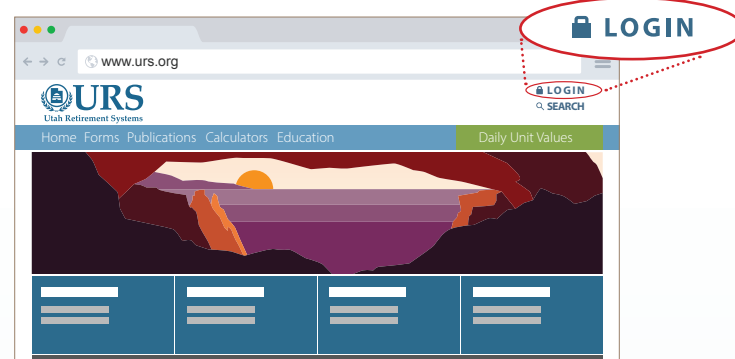 LOGIN
www.urs.org
URS
Utah Retirement Systems
LOGIN
SEARCH
Home Forms Publications Calculators Education
Daily Unit Values